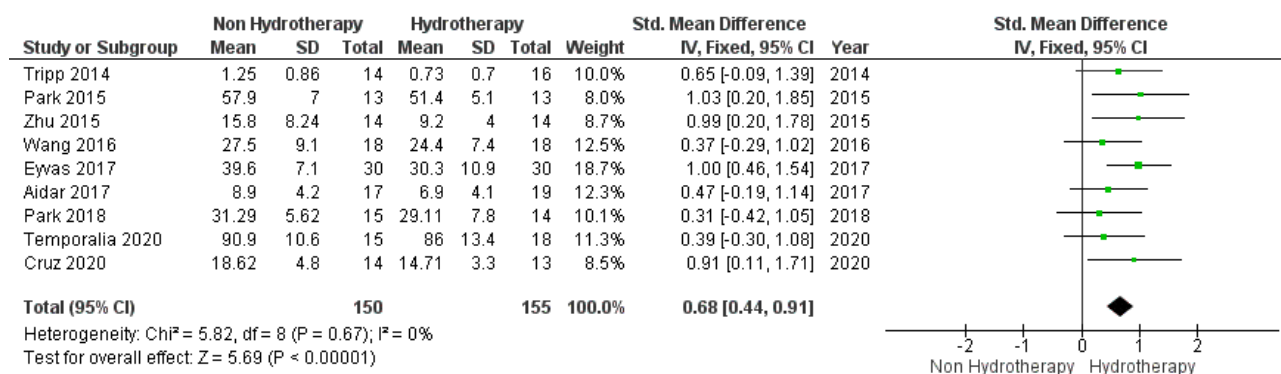 Non Hydrotherapy Hydrotherapy Std. Mean Difference Std. Mean Difference
Study or Subgroup Mean SD Total Mean SD Total Weight IV, Fixed, 95% CI Year IV, Fixed, 95% CI
Tripp 2014 1.25 0.86 14 0.73 0.7 16 10.0% 0.65 [-0.09, 1.39] 2014
Park 2015 57.9 7 13 51.4 5.1 13 8.0% 1.03 [0.20, 1.85] 2015
Zhu 2015 15.8 8.24 14 9.2 4 14 8.7% 0.99 [0.20, 1.78] 2015
Wang 2016 27.5 9.1 18 24.4 7.4 18 12.5% 0.37 [-0.29, 1.02] 2016
Eyvas 2017 39.6 7.1 30 30.3 10.9 30 18.7% 1.00 [0.46, 1.54] 2017
Aidar 2017 8.9 4.2 17 6.9 4.1 19 12.3% 0.47 [-0.19, 1.14] 2017
Park 2018 31.29 5.62 15 29.11 7.8 14 10.1% 0.31 [-0.42, 1.05] 2018
Temporalia 2020 90.9 10.6 15 86 13.4 18 11.3% 0.39 [-0.30, 1.08] 2020
Cruz 2020 18.62 4.8 14 14.71 3.3 13 8.5% 0.91 [0.11, 1.71] 2020
Total (95% CI) 150 155 100.0% 0.68 [0.44, 0.91]
Heterogeneity: Chi² = 5.82, df = 8 (P = 0.67); I² = 0%
Test for overall effect: Z = 5.69 (P < 0.00001)
-2 -1 0 1 2
Non Hydrotherapy Hydrotherapy